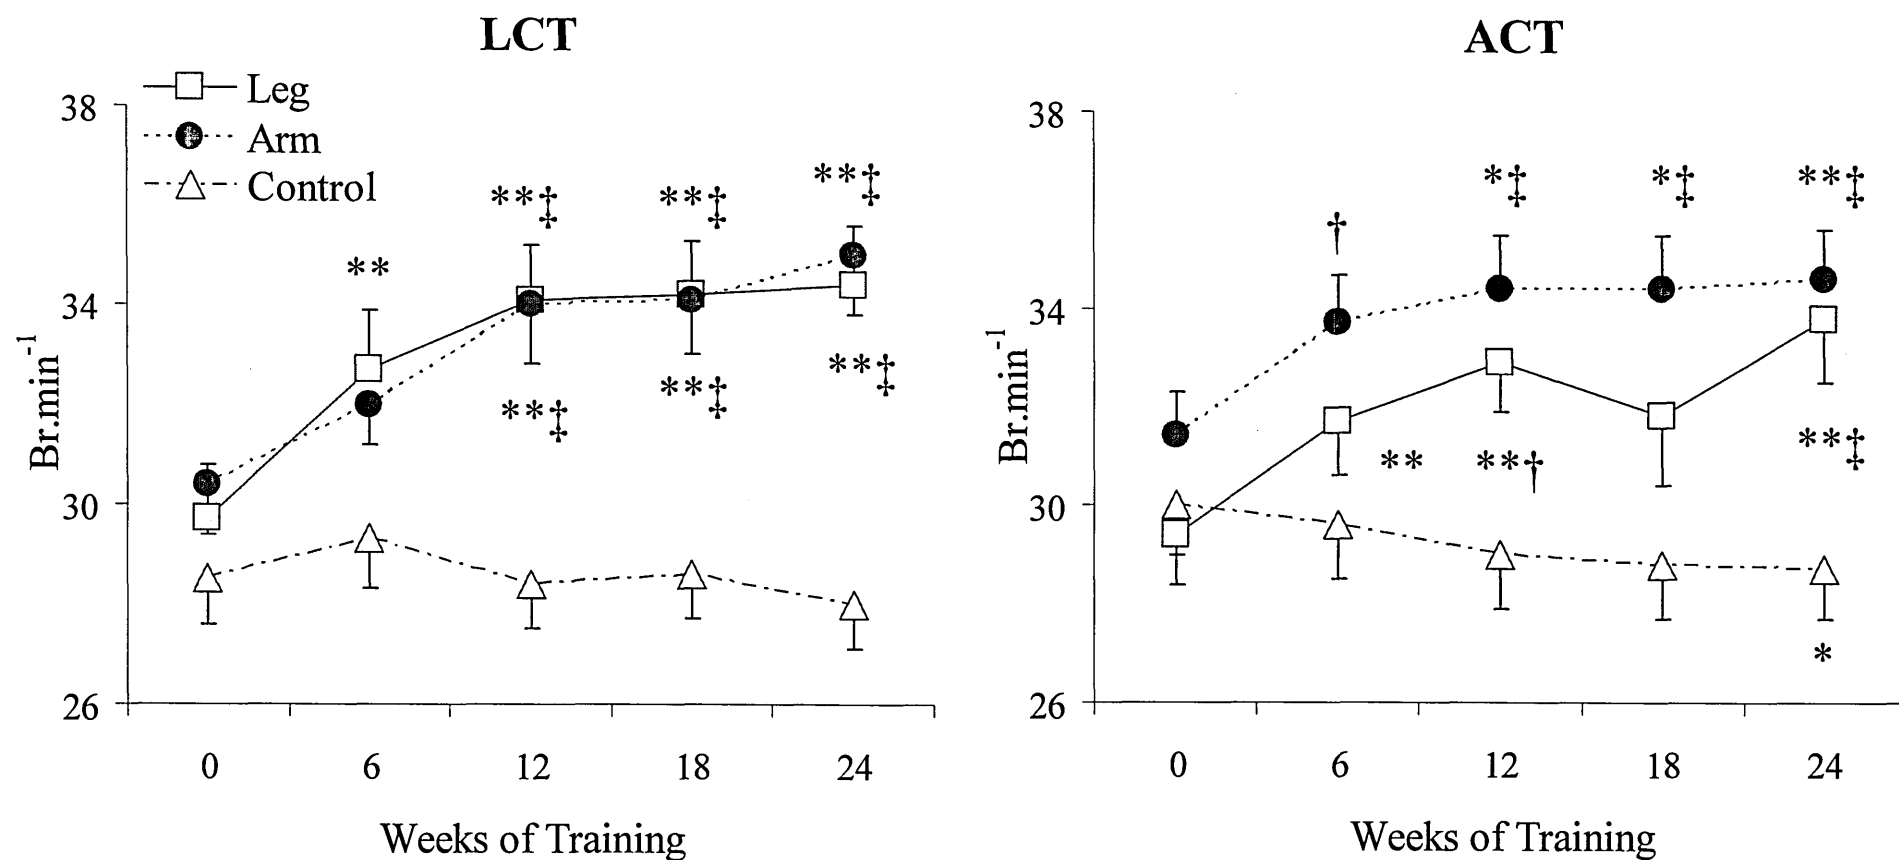 LCT
Leg
Arm
Control
38
34
30
26
Br.min⁻¹
**
**‡
**‡
**‡
**‡
**‡
**‡
0 6 12 18 24
Weeks of Training
ACT
38
34
30
26
Br.min⁻¹
†
*‡
*‡
**‡
**
**†
**‡
*
0 6 12 18 24
Weeks of Training